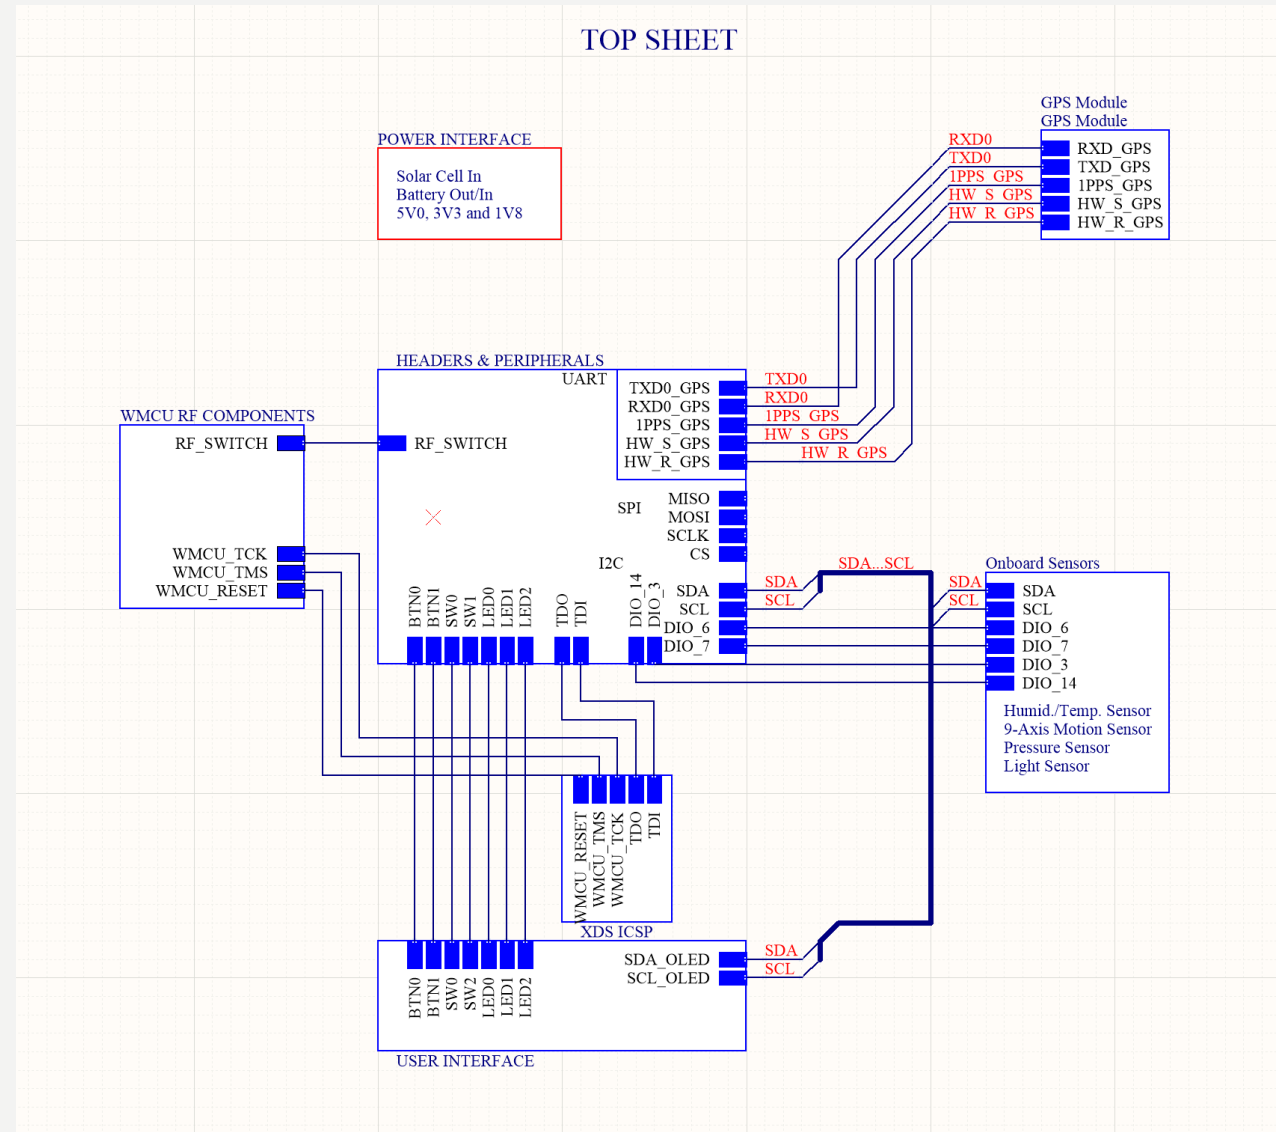 TOP SHEET
GPS Module
GPS Module
RXD0
TXD0
1PPS_GPS
HW_S_GPS
HW_R_GPS
RXD_GPS
TXD_GPS
1PPS_GPS
HW_S_GPS
HW_R_GPS
POWER INTERFACE
Solar Cell In
Battery Out/In
5V0, 3V3 and 1V8
HEADERS & PERIPHERALS
UART
TXD0_GPS
RXD0_GPS
1PPS_GPS
HW_S_GPS
HW_R_GPS
TXD0
RXD0
1PPS_GPS
HW_S_GPS
HW_R_GPS
WMCU RF COMPONENTS
RF_SWITCH
RF_SWITCH
WMCU_TCK
WMCU_TMS
WMCU_RESET
SPI
MISO
MOSI
SCLK
CS
I2C
SDA
SCL
DIO_6
DIO_7
BTN0
BTN1
SW0
SW1
LED0
LED1
LED2
TDO
TDI
DIO_14
DIO_3
SDA
SCL
SDA...SCL
SDA
SCL
Onboard Sensors
SDA
SCL
DIO_6
DIO_7
DIO_3
DIO_14
Humid./Temp. Sensor
9-Axis Motion Sensor
Pressure Sensor
Light Sensor
WMCU_RESET
WMCU_TMS
WMCU_TCK
TDO
TDI
XDS ICSP
BTN0
BTN1
SW0
SW2
LED0
LED1
LED2
SDA_OLED
SCL_OLED
SDA
SCL
USER INTERFACE